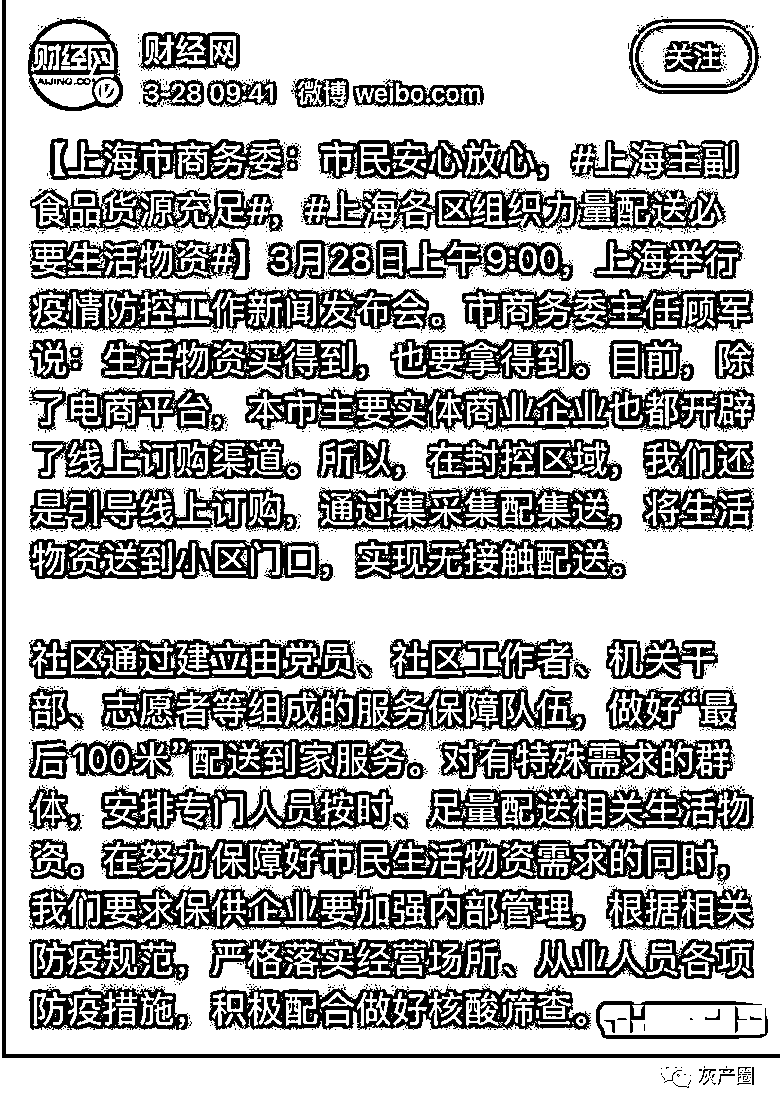 财经网
AIJING.COM
财经网
3-28 09:41 微博 weibo.com
关注
【上海市商务委：市民安心放心，#上海主副
食品货源充足#，#上海各区组织力量配送必
要生活物资#】3月28日上午9:00，上海举行
疫情防控工作新闻发布会。市商务委主任顾军
说：生活物资买得到，也要拿得到。目前，除
了电商平台，本市主要实体商业企业也都开辟
了线上订购渠道。所以，在封控区域，我们还
是引导线上订购，通过集采集配集送，将生活
物资送到小区门口，实现无接触配送。
社区通过建立由党员、社区工作者、机关干
部、志愿者等组成的服务保障队伍，做好“最
后100米”配送到家服务。对有特殊需求的群
体，安排专门人员按时、足量配送相关生活物
资。在努力保障好市民生活物资需求的同时，
我们要求保供企业要加强内部管理，根据相关
防疫规范，严格落实经营场所、从业人员各项
防疫措施，积极配合做好核酸筛查。
灰产圈